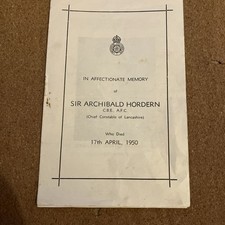 IN AFFECTIONATE MEMORY
of
SIR ARCHIBALD HORDERN
C.B.E., A.F.C.
(Chief Constable of Lancashire)
Who Died
17TH APRIL, 1950